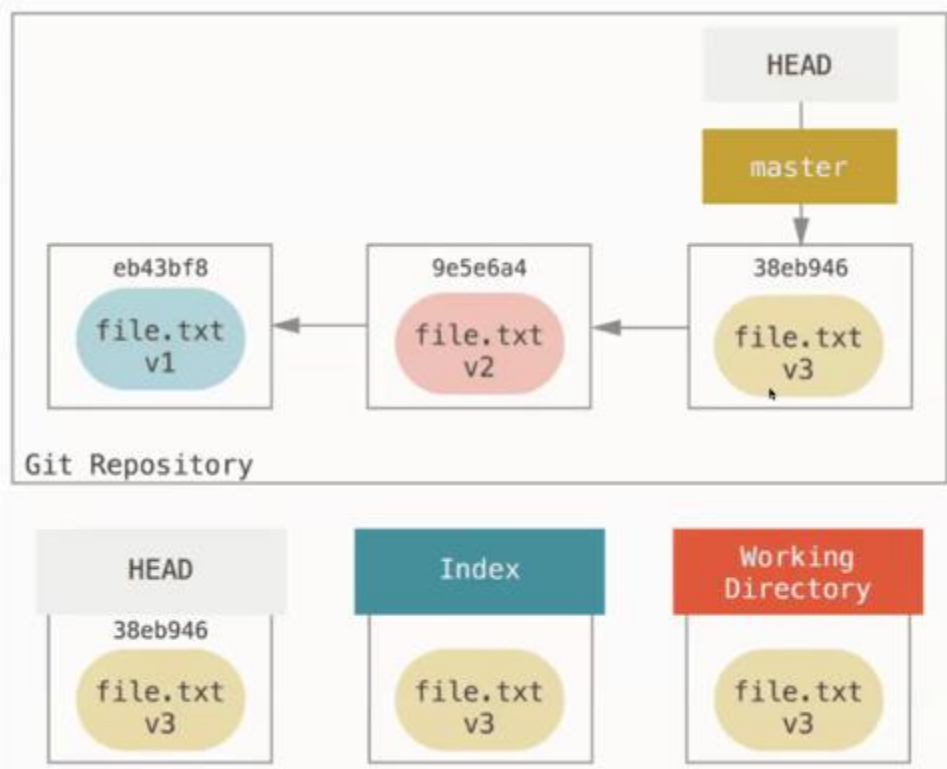 HEAD
master
eb43bf8
9e5e6a4
38eb946
file.txt
v1
file.txt
v2
file.txt
v3
Git Repository
HEAD
Index
Working
Directory
38eb946
file.txt
v3
file.txt
v3
file.txt
v3